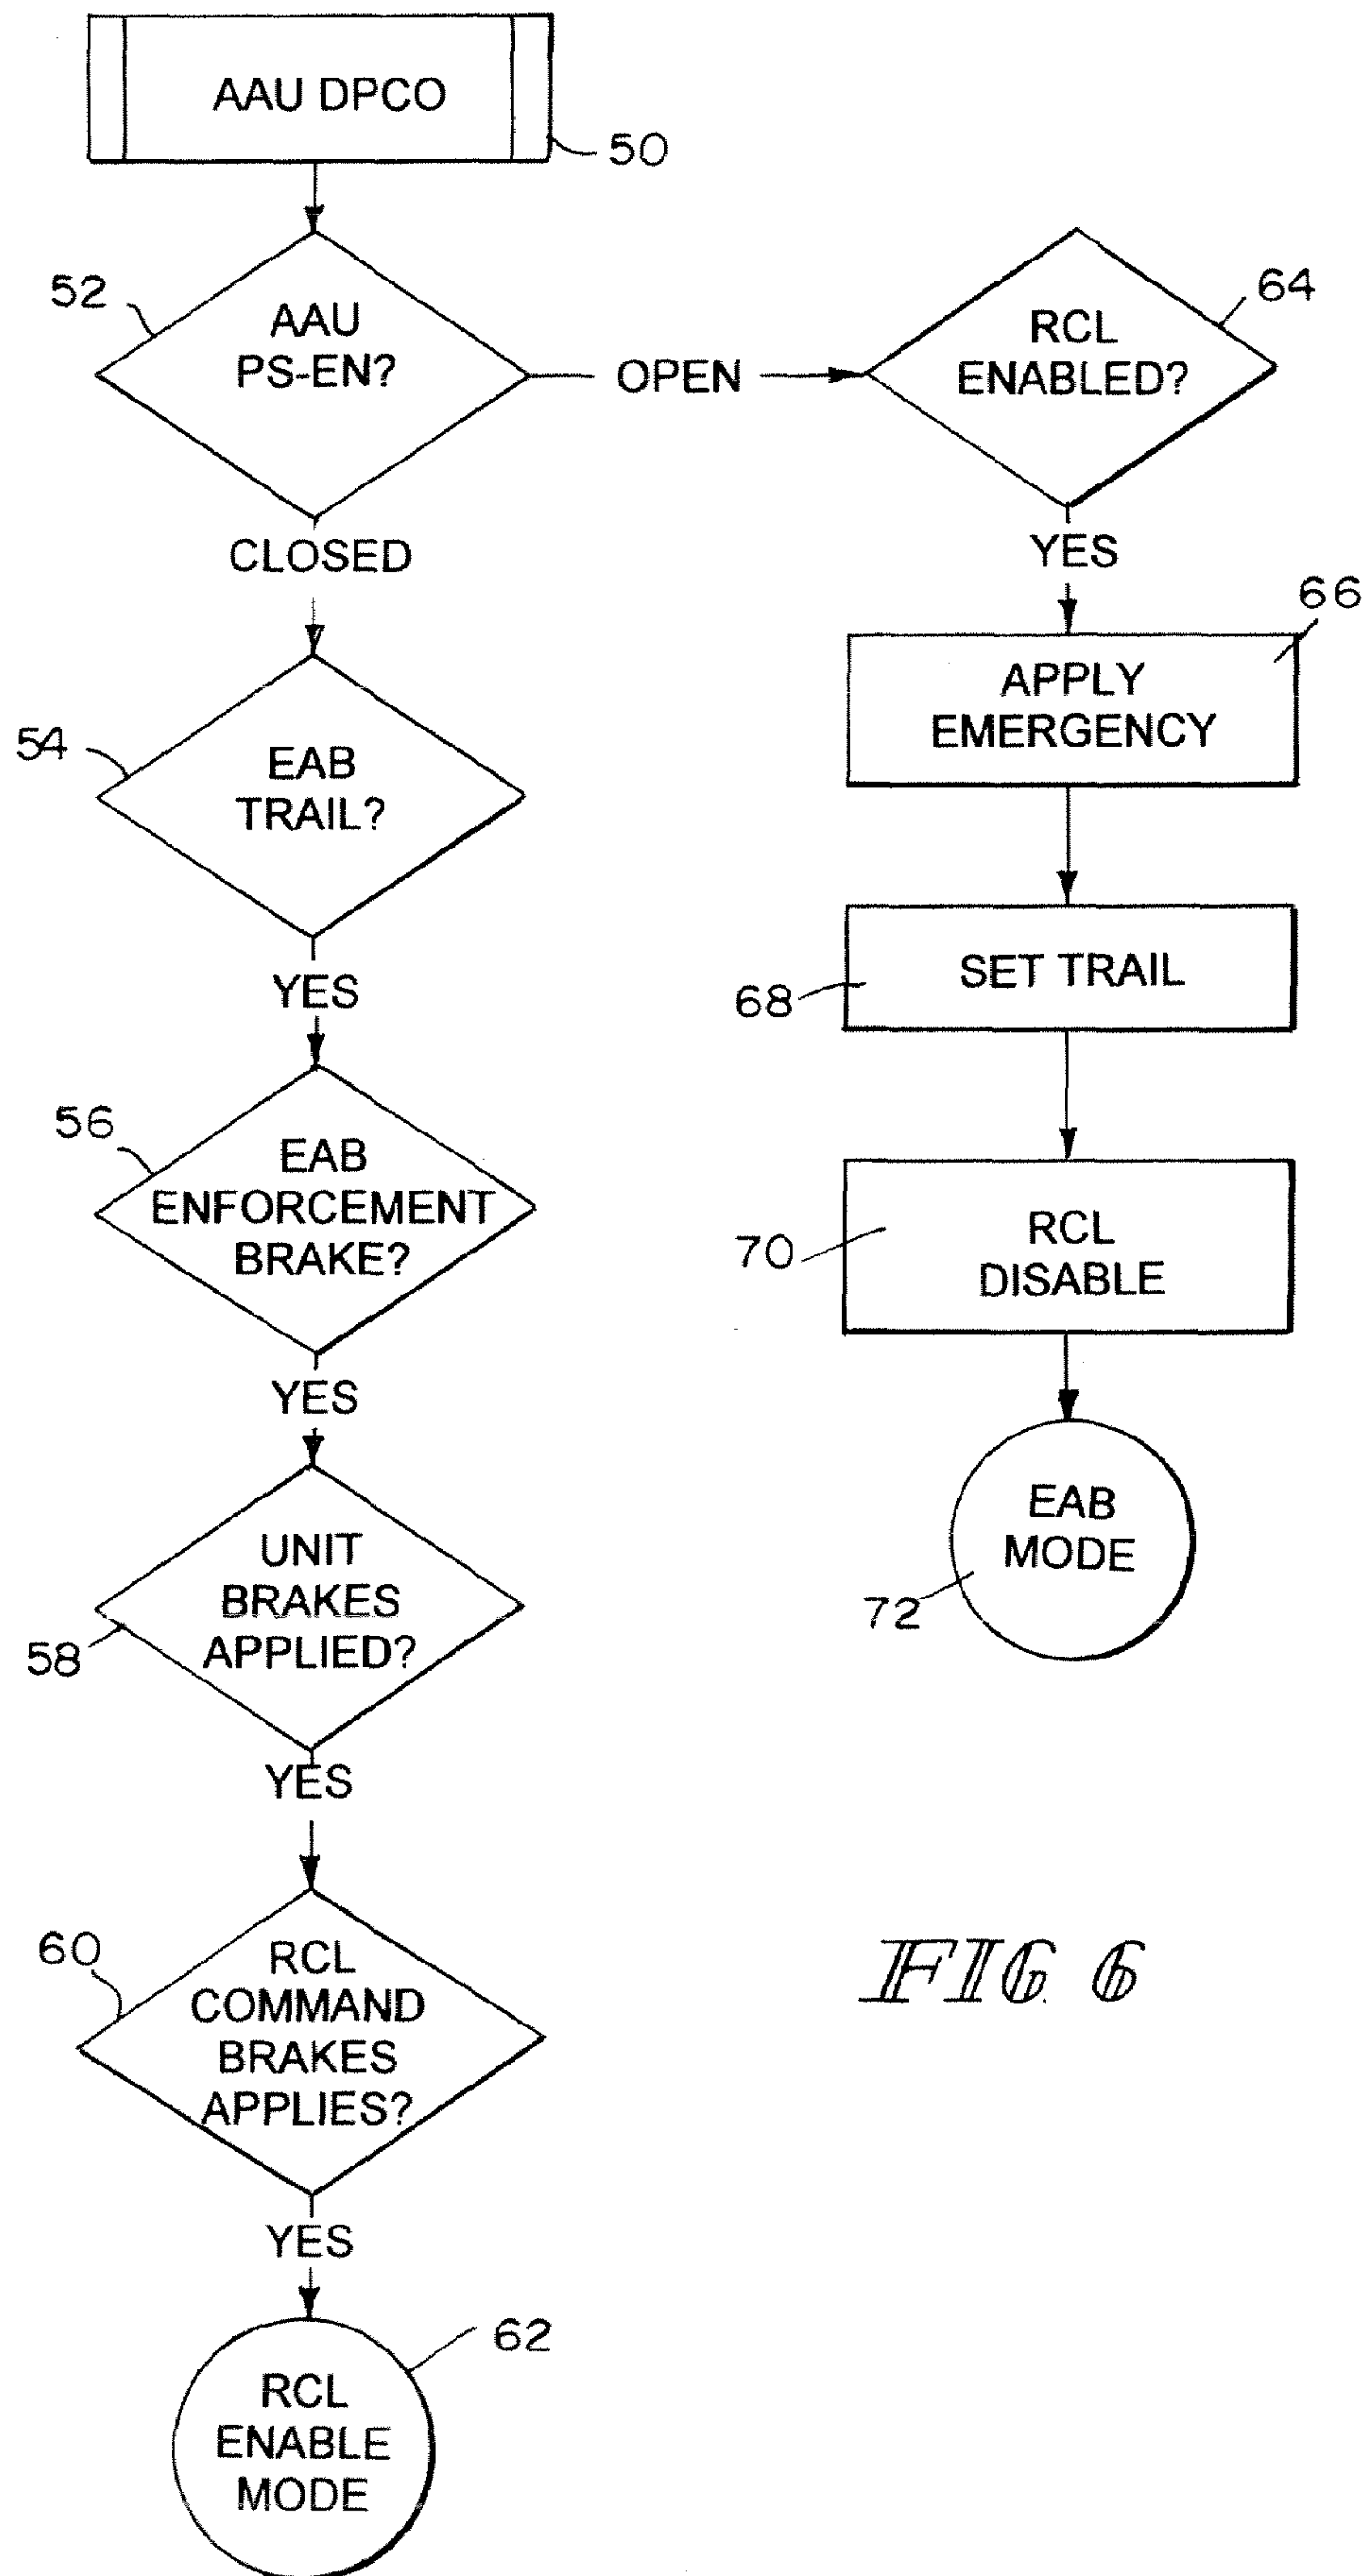 AAU DPCO
50
52
AAU
PS-EN?
OPEN
RCL
ENABLED?
64
CLOSED
YES
66
APPLY
EMERGENCY
54
EAB
TRAIL?
SET TRAIL
68
YES
56
EAB
ENFORCEMENT
BRAKE?
RCL
DISABLE
70
YES
EAB
MODE
72
UNIT
BRAKES
APPLIED?
58
YES
60
RCL
COMMAND
BRAKES
APPLIES?
FIG. 6
YES
62
RCL
ENABLE
MODE